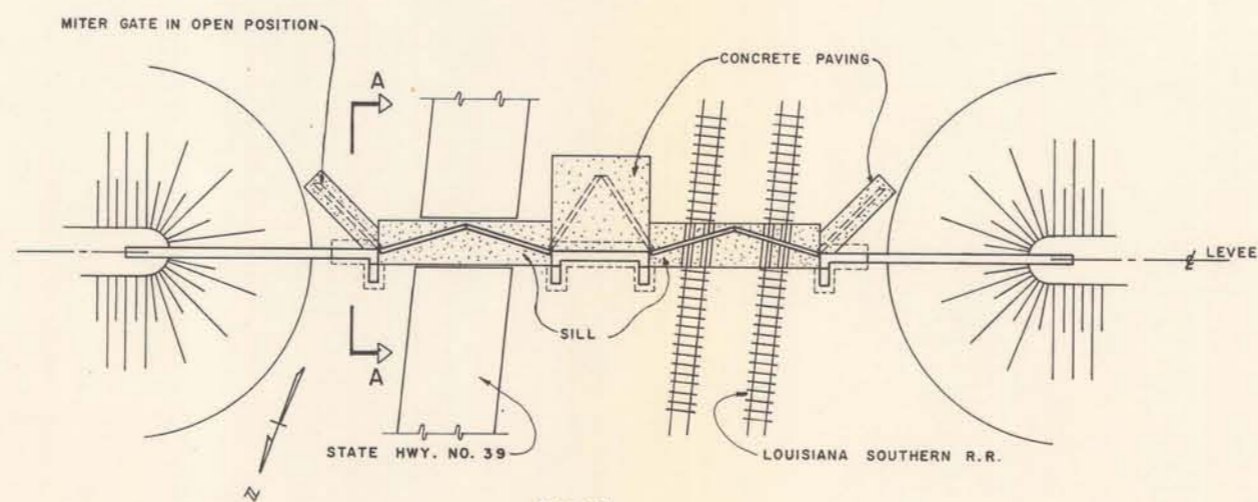 MITER GATE IN OPEN POSITION
A
CONCRETE PAVING
LEVEE
SILL
A
STATE HWY. NO. 39
LOUISIANA SOUTHERN R.R.
N